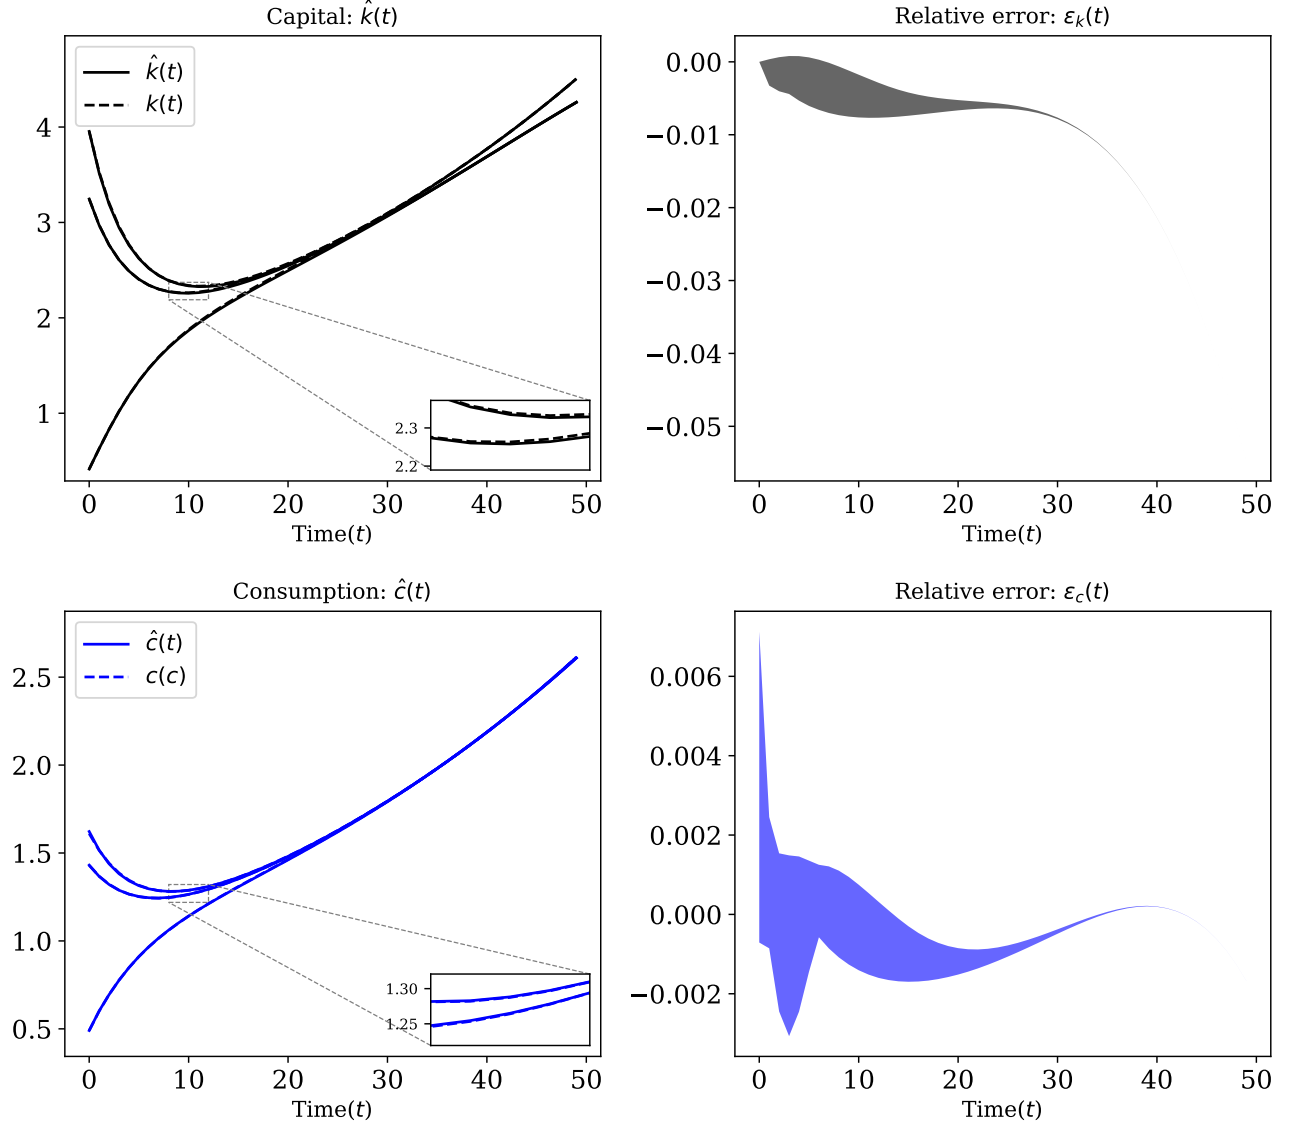 Capital: k̂(t)
k̂(t)
k(t)
4
3
2
1
2.3
2.2
0 10 20 30 40 50
Time(t)
Relative error: ε_k(t)
0.00
−0.01
−0.02
−0.03
−0.04
−0.05
0 10 20 30 40 50
Time(t)
Consumption: ĉ(t)
ĉ(t)
c(c)
2.5
2.0
1.5
1.0
0.5
1.30
1.25
0 10 20 30 40 50
Time(t)
Relative error: ε_c(t)
0.006
0.004
0.002
0.000
−0.002
0 10 20 30 40 50
Time(t)